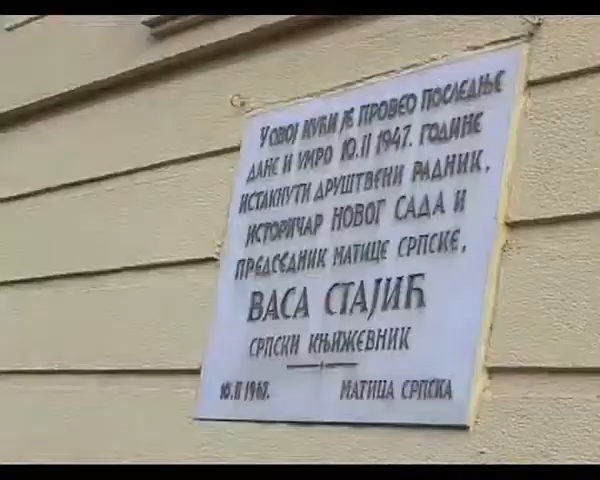 У ОВОЈ КУЋИ ЈЕ ПРОВЕО ПОСЛЕДЊЕ
ДАНЕ И УМРО 10. II 1947. ГОДИНЕ
ИСТАКНУТИ ДРУШТВЕНИ РАДНИК,
ИСТОРИЧАР НОВОГ САДА И
ПРЕДСЕДНИК МАТИЦЕ СРПСКЕ,
ВАСА СТАЈИЋ
СРПСКИ КЊИЖЕВНИК
10. II 1967. МАТИЦА СРПСКА